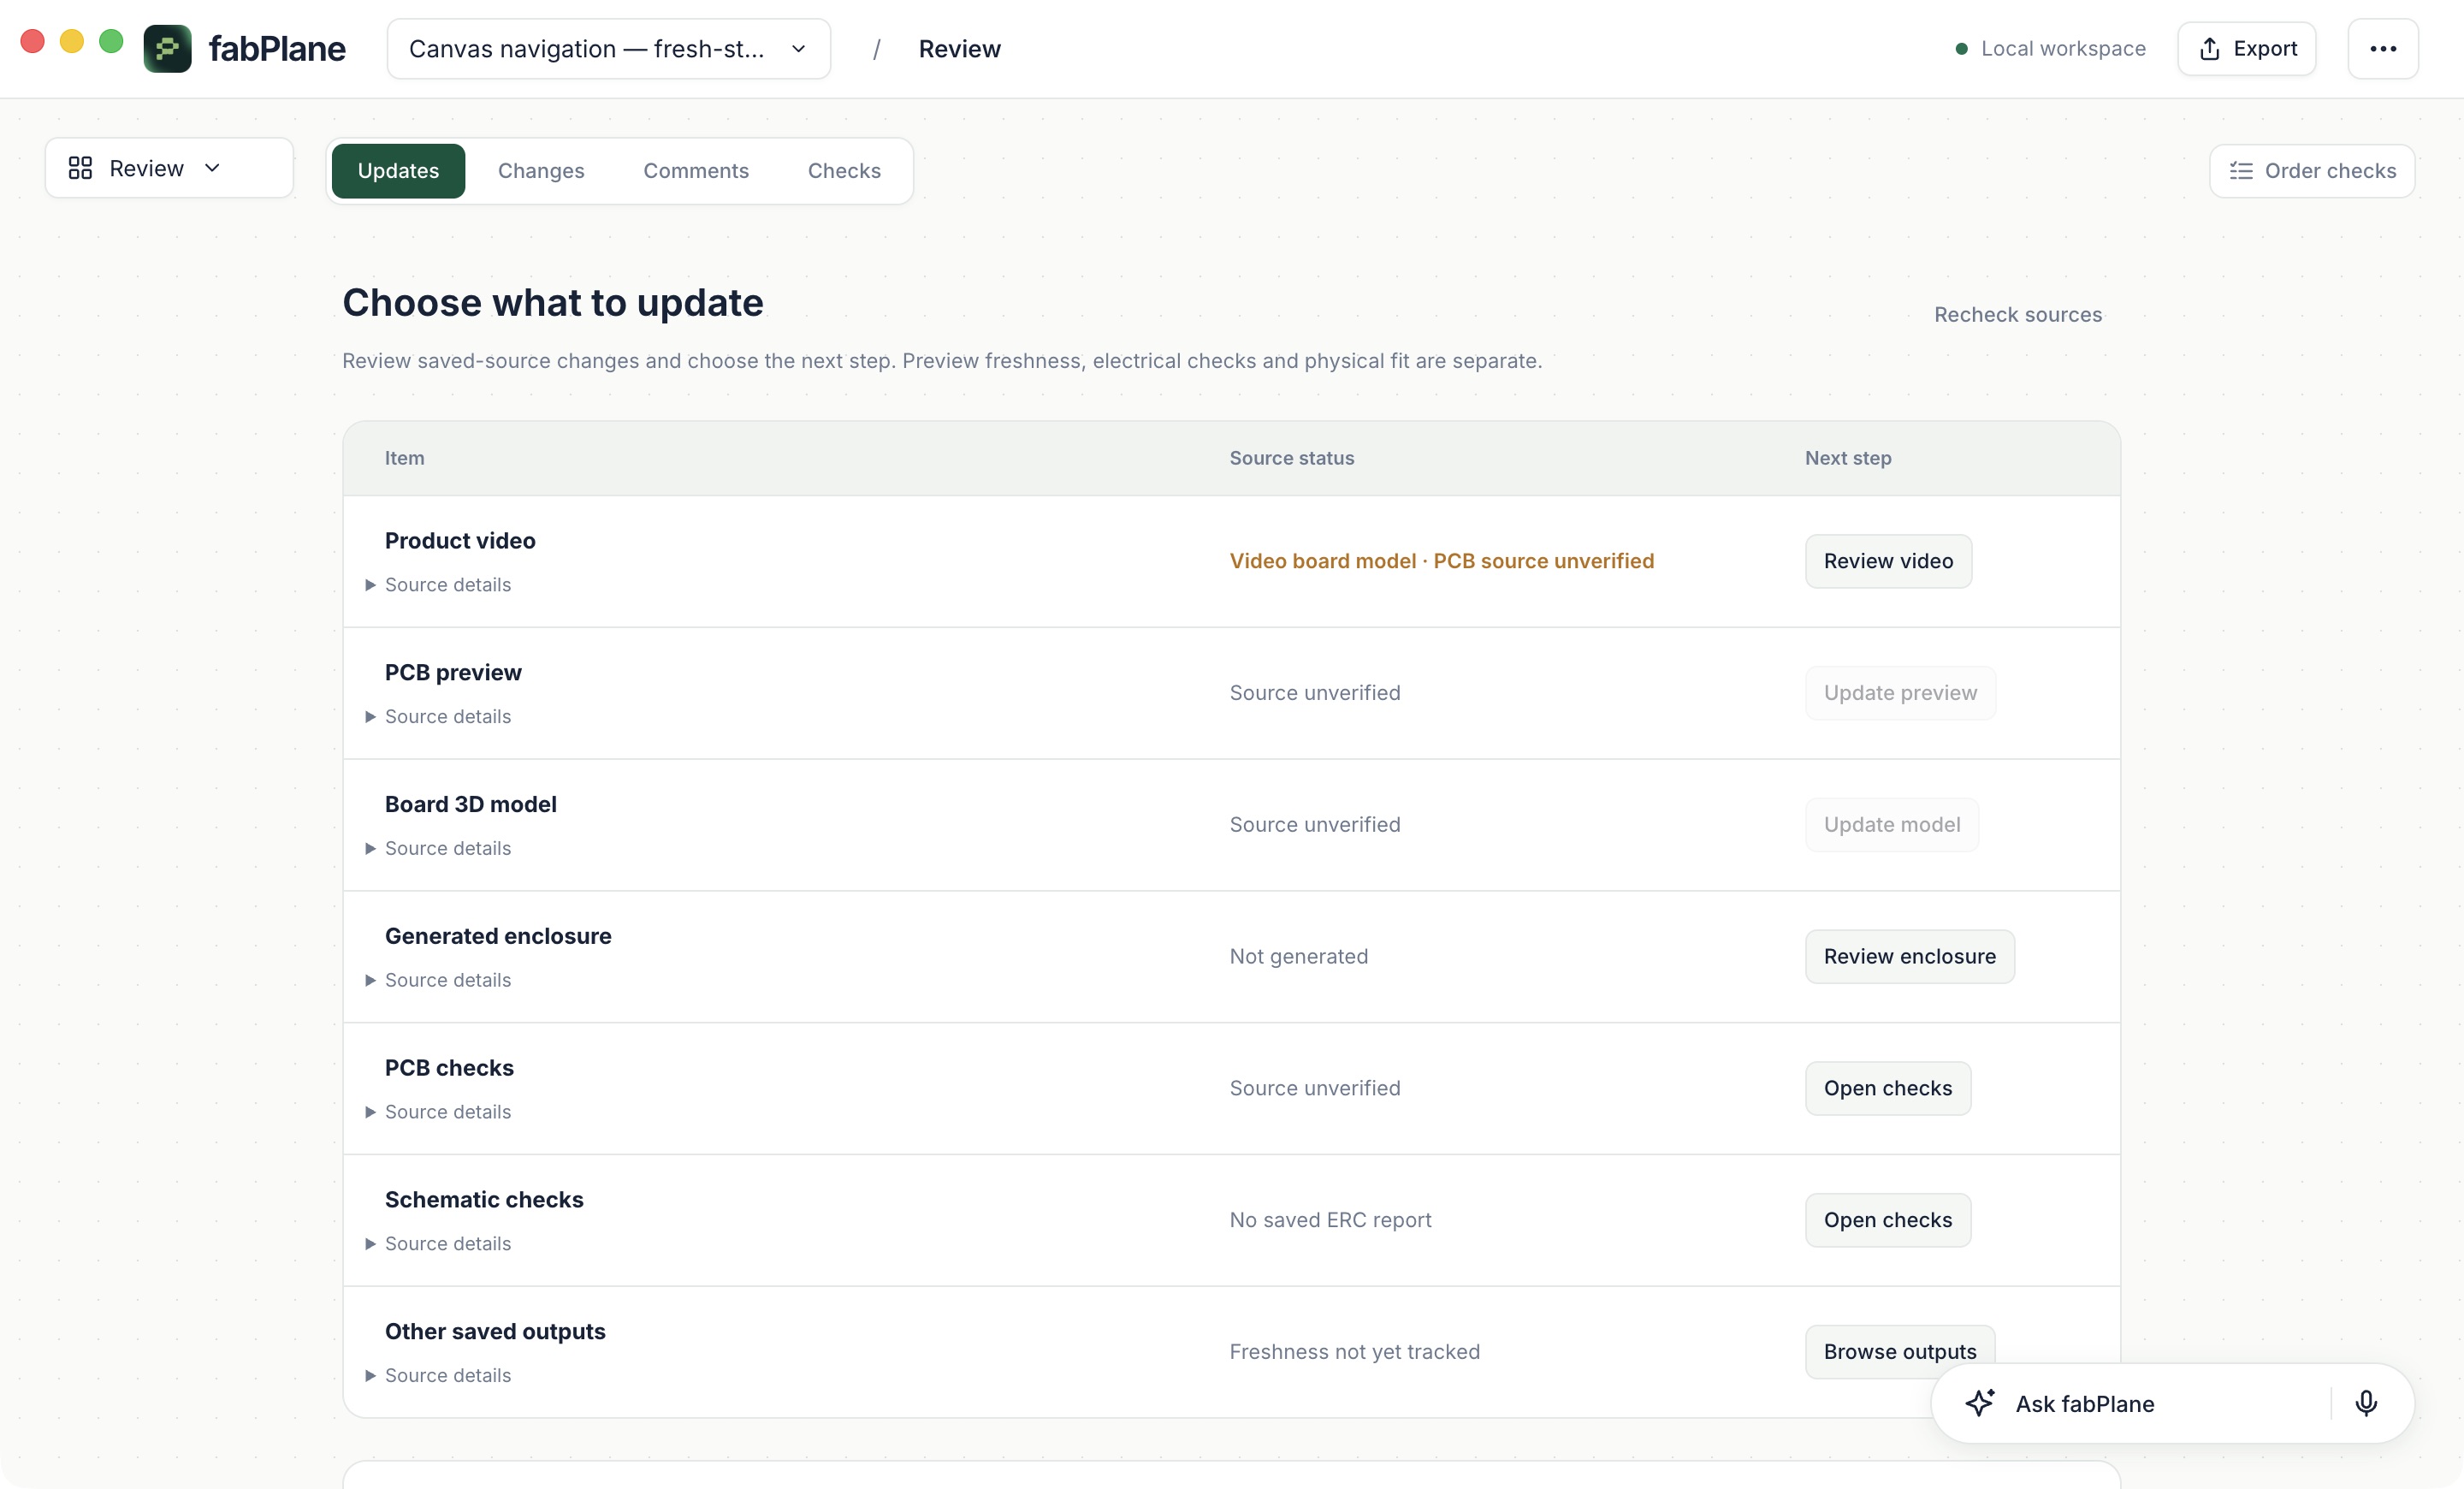 fabPlane
Canvas navigation — fresh-st...
/
Review
Local workspace
Export
Review
Updates
Changes
Comments
Checks
Order checks
Choose what to update
Recheck sources
Review saved-source changes and choose the next step. Preview freshness, electrical checks and physical fit are separate.
Item
Source status
Next step
Product video
Source details
Video board model · PCB source unverified
Review video
PCB preview
Source details
Source unverified
Update preview
Board 3D model
Source details
Source unverified
Update model
Generated enclosure
Source details
Not generated
Review enclosure
PCB checks
Source details
Source unverified
Open checks
Schematic checks
Source details
No saved ERC report
Open checks
Other saved outputs
Source details
Freshness not yet tracked
Browse outputs
Ask fabPlane